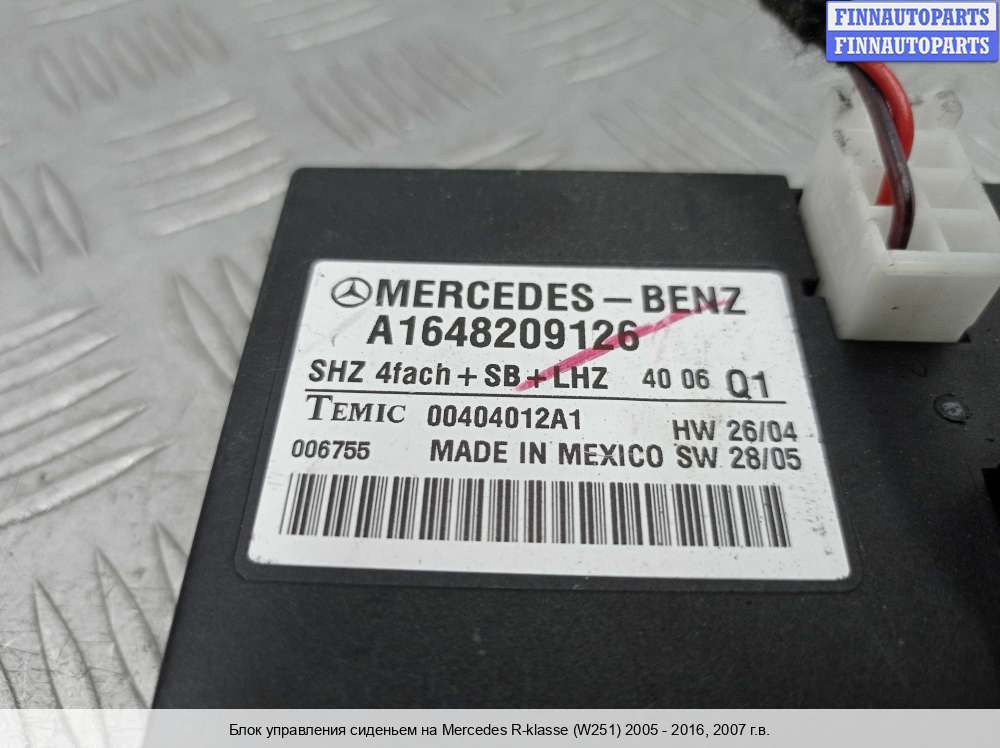 FINNAUTOPARTS
FINNAUTOPARTS
MERCEDES-BENZ
A1648209126
SHZ 4fach+SB+LHZ 40 06 Q1
TEMIC 00404012A1 HW 26/04
006755 MADE IN MEXICO SW 28/05
Блок управления сиденьем на Mercedes R-klasse (W251) 2005 - 2016, 2007 г.в.